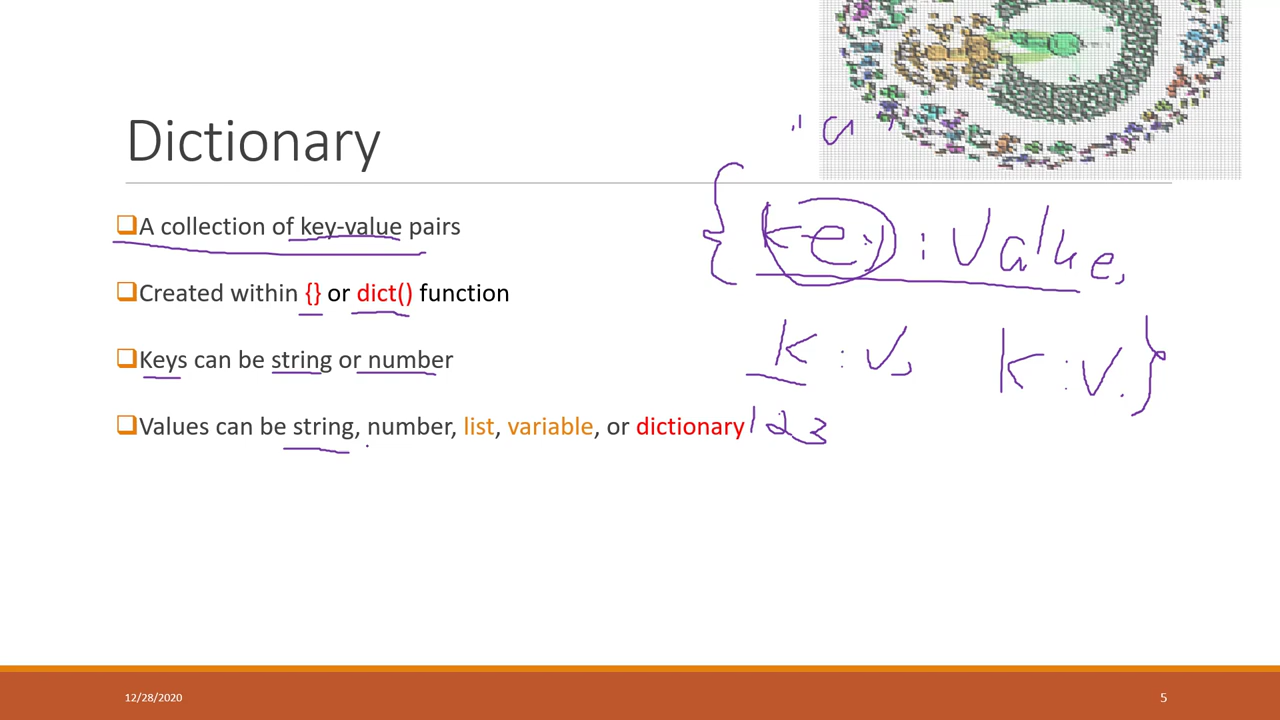 Dictionary
"a"
{ key : Value,
k : v, k : v. }
A collection of key-value pairs
Created within {} or dict() function
Keys can be string or number
Values can be string, number, list, variable, or dictionary
123
12/28/2020
5